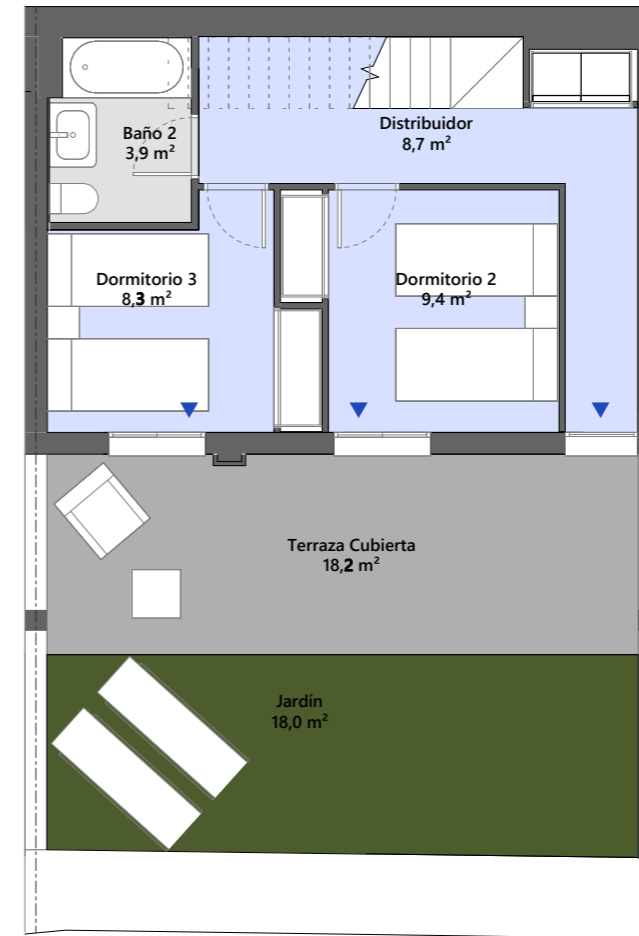 Distribuidor
8,7 m²
Baño 2
3,9 m²
Dormitorio 3
8,3 m²
Dormitorio 2
9,4 m²
Terraza Cubierta
18,2 m²
Jardín
18,0 m²